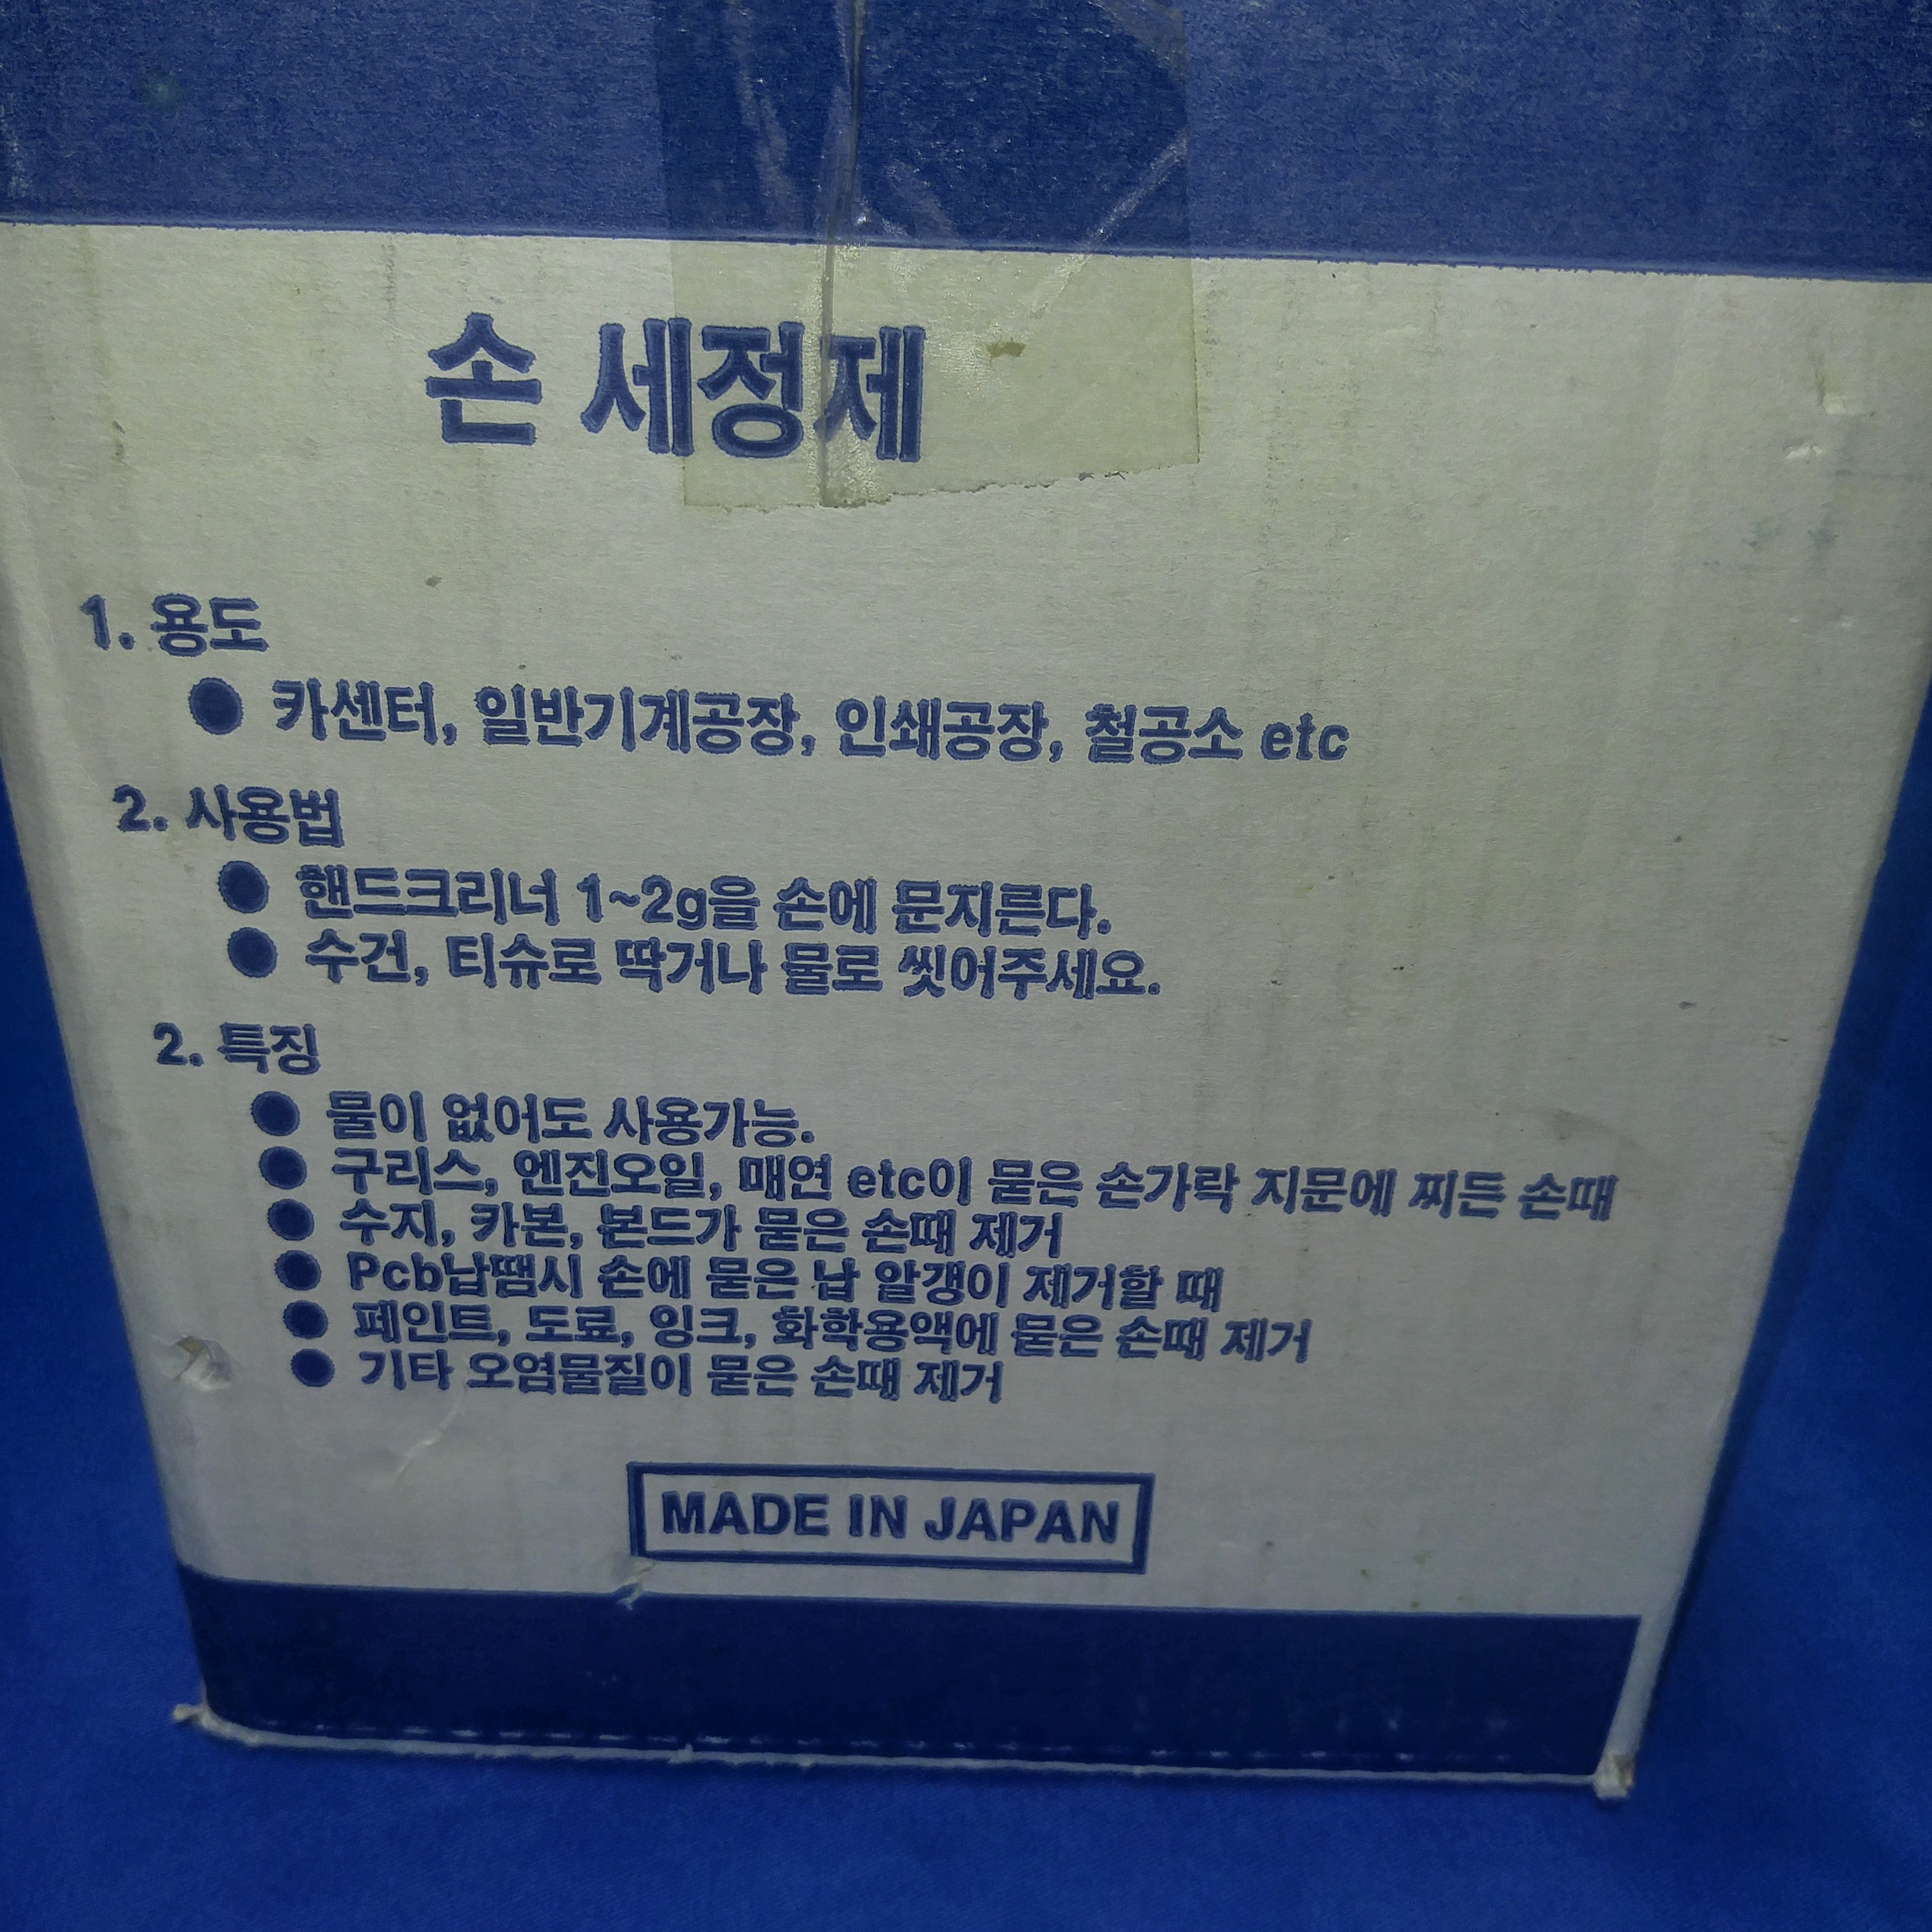 손 세정제
1. 용도
● 카센터, 일반기계공장, 인쇄공장, 철공소 etc
2. 사용법
● 핸드크리너 1~2g을 손에 문지른다.
● 수건, 티슈로 딱거나 물로 씻어주세요.
2. 특징
● 물이 없어도 사용가능.
● 구리스, 엔진오일, 매연 etc이 묻은 손가락 지문에 찌든 손때
● 수지, 카본, 본드가 묻은 손때 제거
● Pcb납땜시 손에 묻은 납 알갱이 제거할 때
● 페인트, 도료, 잉크, 화학용액에 묻은 손때 제거
● 기타 오염물질이 묻은 손때 제거
MADE IN JAPAN